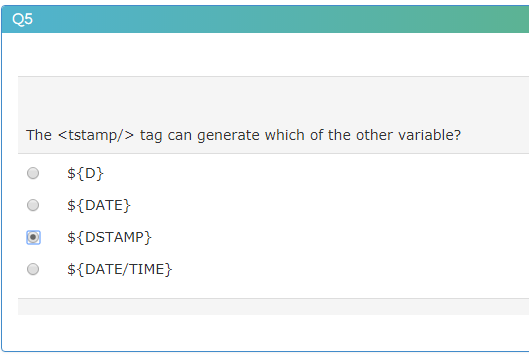 Q5
The <tstamp/> tag can generate which of the other variable?
${D}
${DATE}
${DSTAMP}
${DATE/TIME}